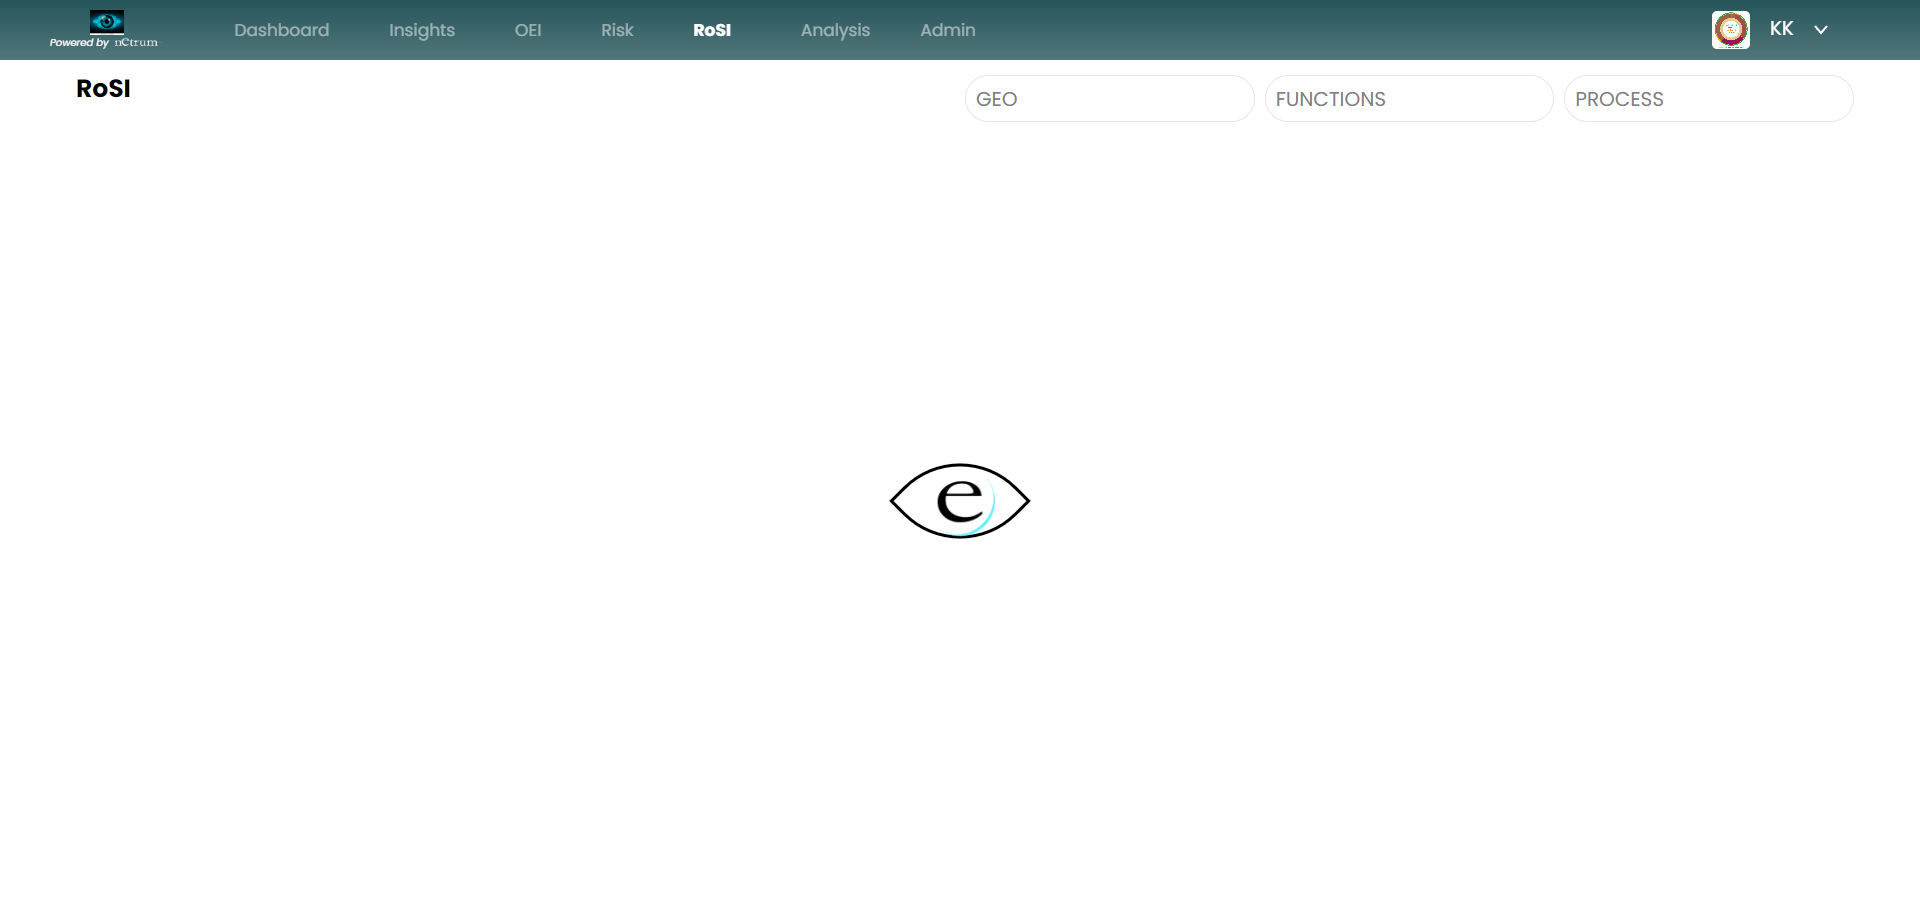 Powered by nCtrum
Dashboard Insights OEI Risk RoSI Analysis Admin KK
RoSI
GEO FUNCTIONS PROCESS
e